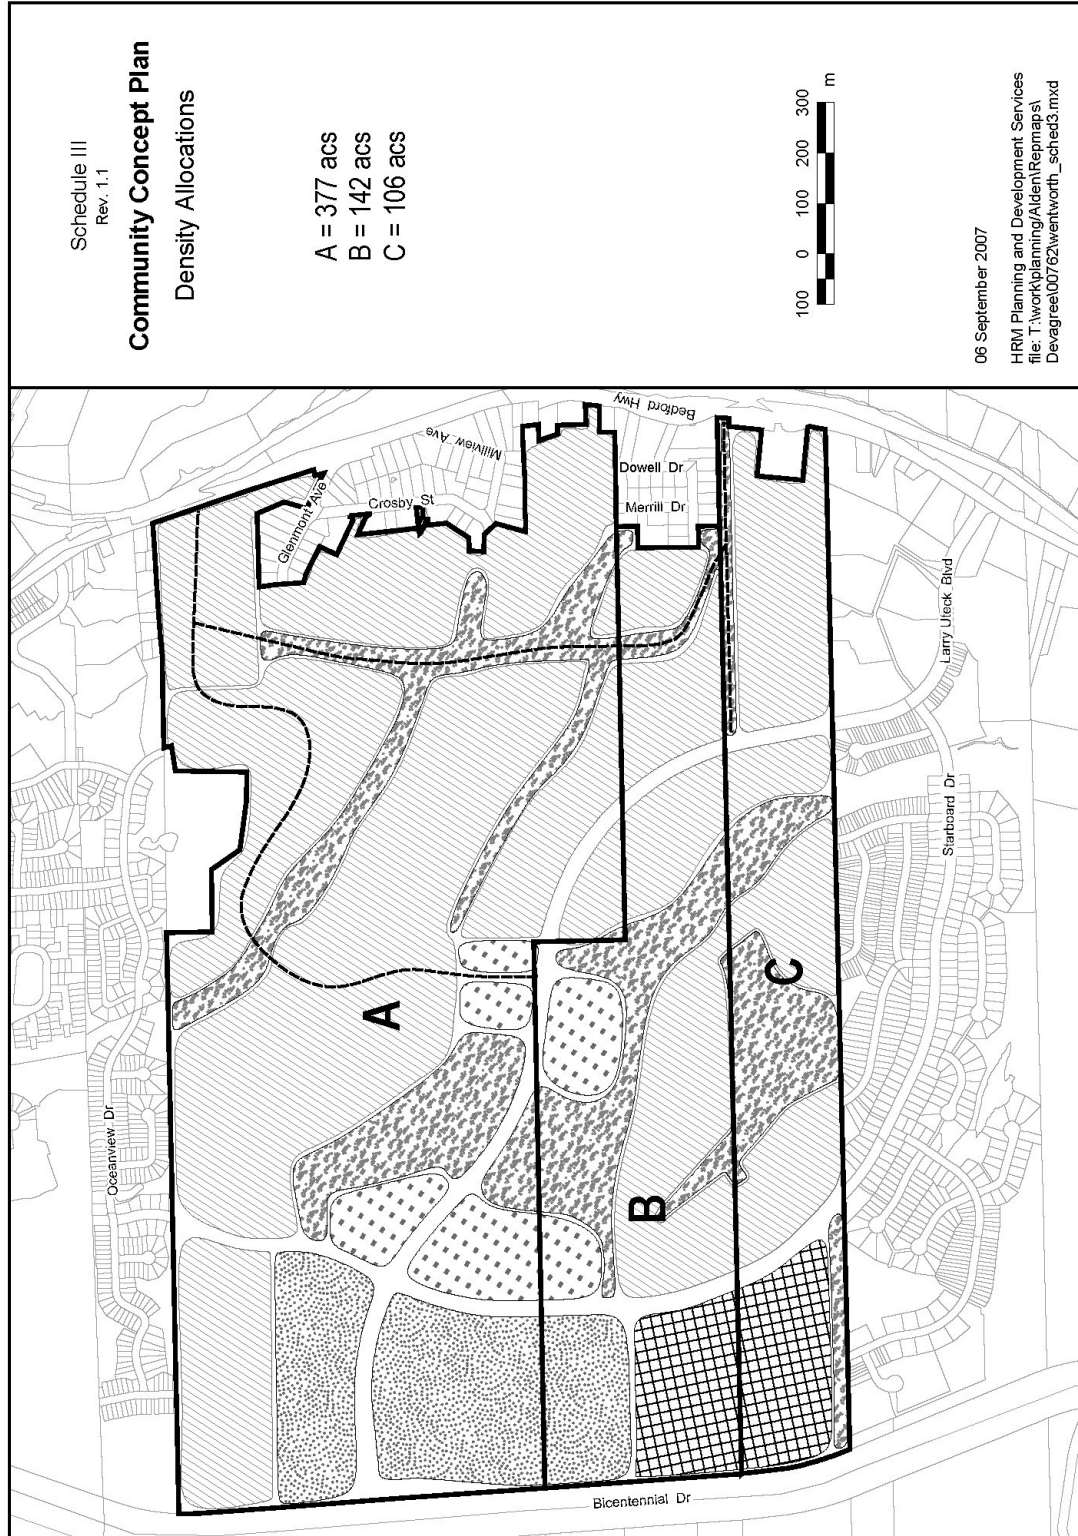 Schedule III
Rev. 1.1
Community Concept Plan
Density Allocations
A = 377 acs
B = 142 acs
C = 106 acs
100 0 100 200 300
m
06 September 2007
HRM Planning and Development Services
file: T:\work\planning\Alden\Repmaps\
Devagree\00762\wentworth_sched3.mxd
Bedford Hwy
Millview Ave
Dowell Dr
Merrill Dr
Crosby St
Glenmont Ave
Larry Uteck Blvd
Starboard Dr
Oceanview Dr
Bicentennial Dr
A
B
C